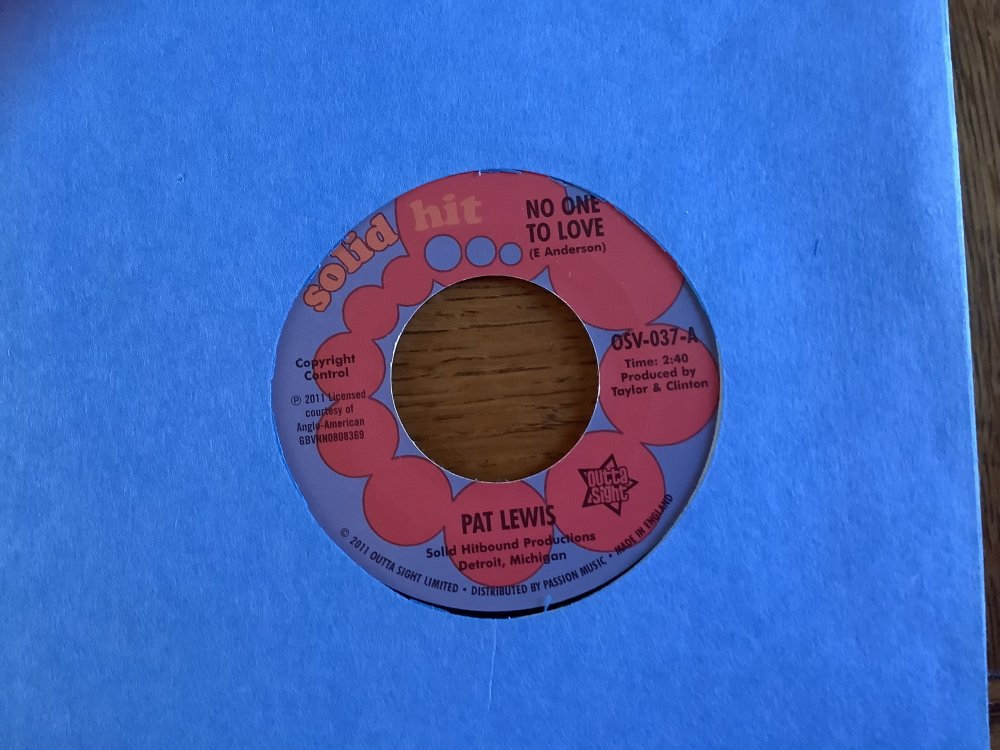 solid hit
NO ONE
TO LOVE
(E Anderson)
OSV-037-A
Time: 2:40
Produced by
Taylor & Clinton
Copyright
Control
℗ 2011 Licensed
courtesy of
Anglo-American
GBVNN0808369
outta
sight
PAT LEWIS
Solid Hitbound Productions
Detroit, Michigan
© 2011 OUTTA SIGHT LIMITED • DISTRIBUTED BY PASSION MUSIC • MADE IN ENGLAND